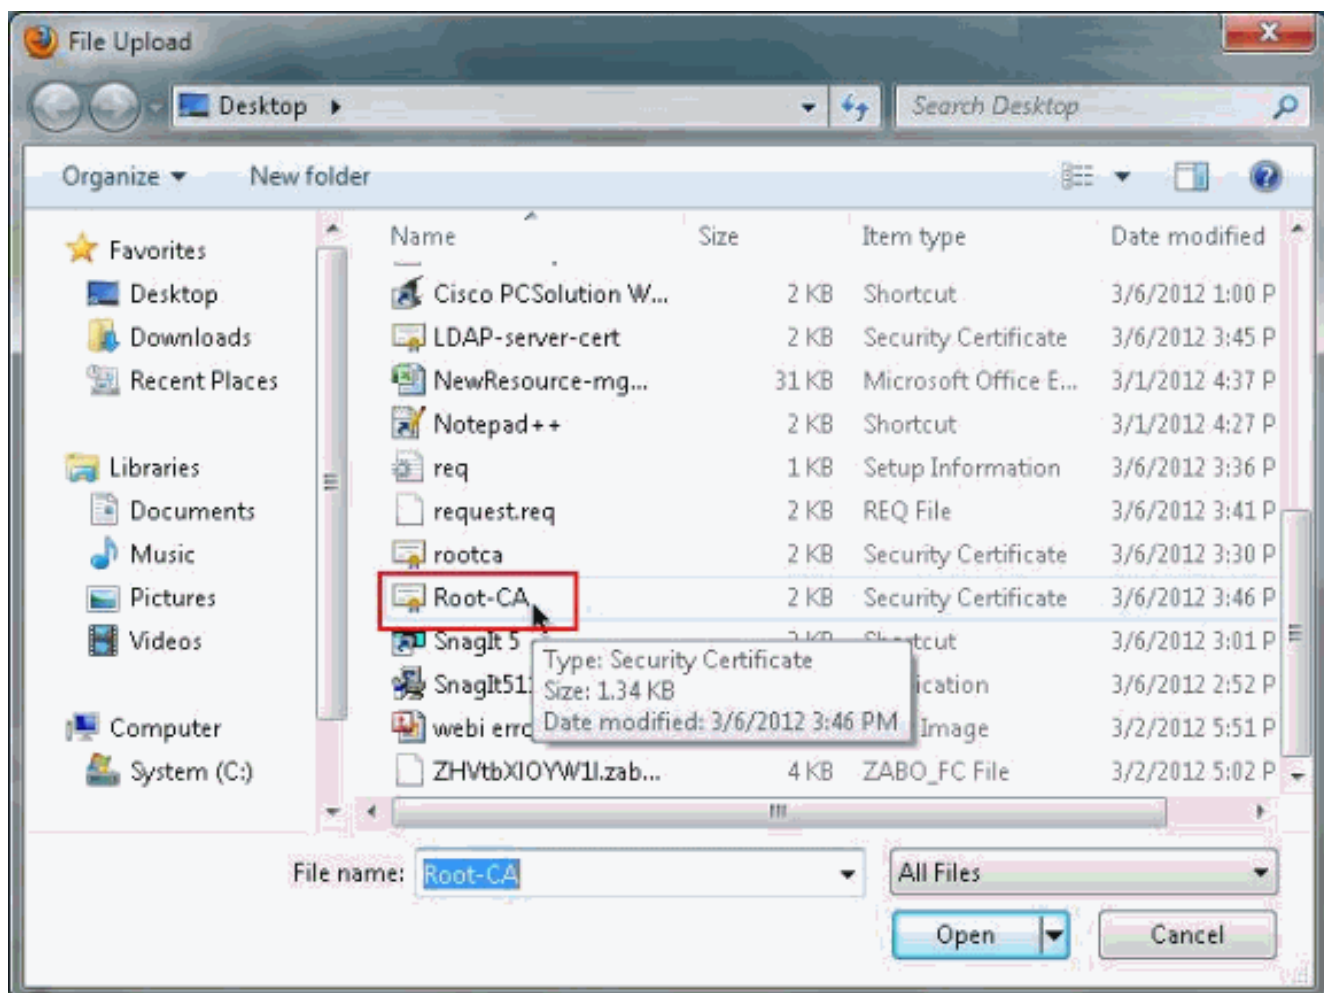 File Upload
Desktop
Search Desktop
Organize
New folder
Favorites
Desktop
Downloads
Recent Places
Libraries
Documents
Music
Pictures
Videos
Computer
System (C:)
Name Size Item type Date modified
Cisco PCSolution W... 2 KB Shortcut 3/6/2012 1:00 P
LDAP-server-cert 2 KB Security Certificate 3/6/2012 3:45 P
NewResource-mg... 31 KB Microsoft Office E... 3/1/2012 4:37 P
Notepad++ 2 KB Shortcut 3/1/2012 4:27 P
req 1 KB Setup Information 3/6/2012 3:36 P
request.req 2 KB REQ File 3/6/2012 3:41 P
rootca 2 KB Security Certificate 3/6/2012 3:30 P
Root-CA 2 KB Security Certificate 3/6/2012 3:46 P
SnagIt 5 3/6/2012 3:01 P
3/6/2012 2:52 P
webi Image 3/2/2012 5:51 P
4 KB ZABO_FC File 3/2/2012 5:02 P
Type: Security Certificate
Size: 1.34 KB
Date modified: 3/6/2012 3:46 PM
File name: Root-CA
All Files
Open
Cancel